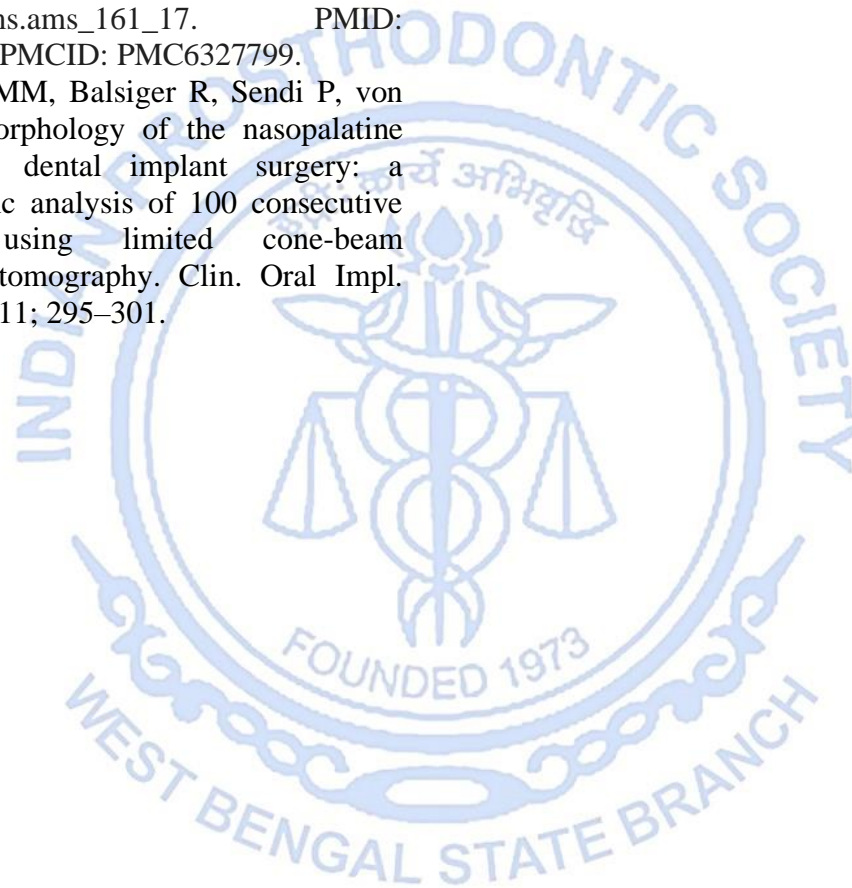 ns.ams_161_17. PMID:
PMCID: PMC6327799.
MM, Balsiger R, Sendi P, von
orphology of the nasopalatine
dental implant surgery: a
ic analysis of 100 consecutive
using limited cone-beam
tomography. Clin. Oral Impl.
11; 295–301.
INDIAN PROSTHODONTIC SOCIETY
कार्ये अभिवृद्धि
FOUNDED 1973
WEST BENGAL STATE BRANCH